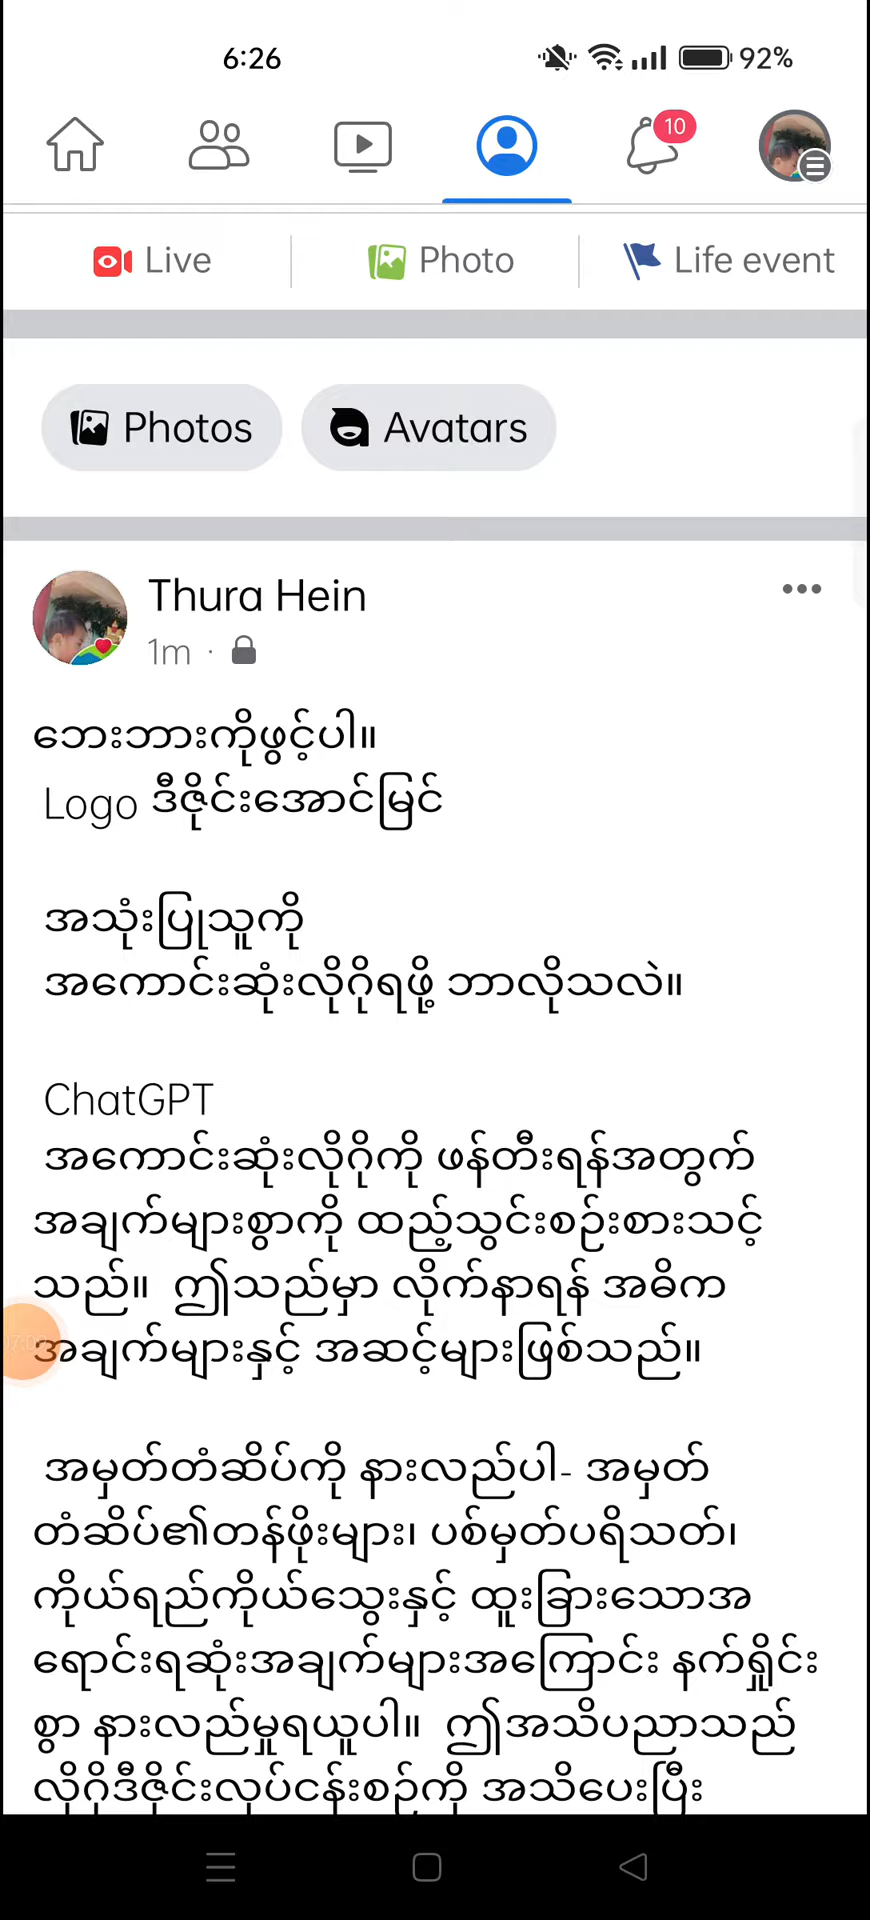 6:26
92%
10
Live
Photo
Life event
Photos
Avatars
Thura Hein
1m ·
ဘေးဘားကိုဖွင့်ပါ။
Logo ဒီဇိုင်းအောင်မြင်
အသုံးပြုသူကို
အကောင်းဆုံးလိုဂိုရဖို့ ဘာလိုသလဲ။
ChatGPT
အကောင်းဆုံးလိုဂိုကို ဖန်တီးရန်အတွက်
အချက်များစွာကို ထည့်သွင်းစဉ်းစားသင့်
သည်။ ဤသည်မှာ လိုက်နာရန် အဓိက
အချက်များနှင့် အဆင့်များဖြစ်သည်။
အမှတ်တံဆိပ်ကို နားလည်ပါ- အမှတ်
တံဆိပ်၏တန်ဖိုးများ၊ ပစ်မှတ်ပရိသတ်၊
ကိုယ်ရည်ကိုယ်သွေးနှင့် ထူးခြားသောအ
ရောင်းရဆုံးအချက်များအကြောင်း နက်ရှိုင်း
စွာ နားလည်မှုရယူပါ။ ဤအသိပညာသည်
လိုဂိုဒီဇိုင်းလုပ်ငန်းစဉ်ကို အသိပေးပြီး